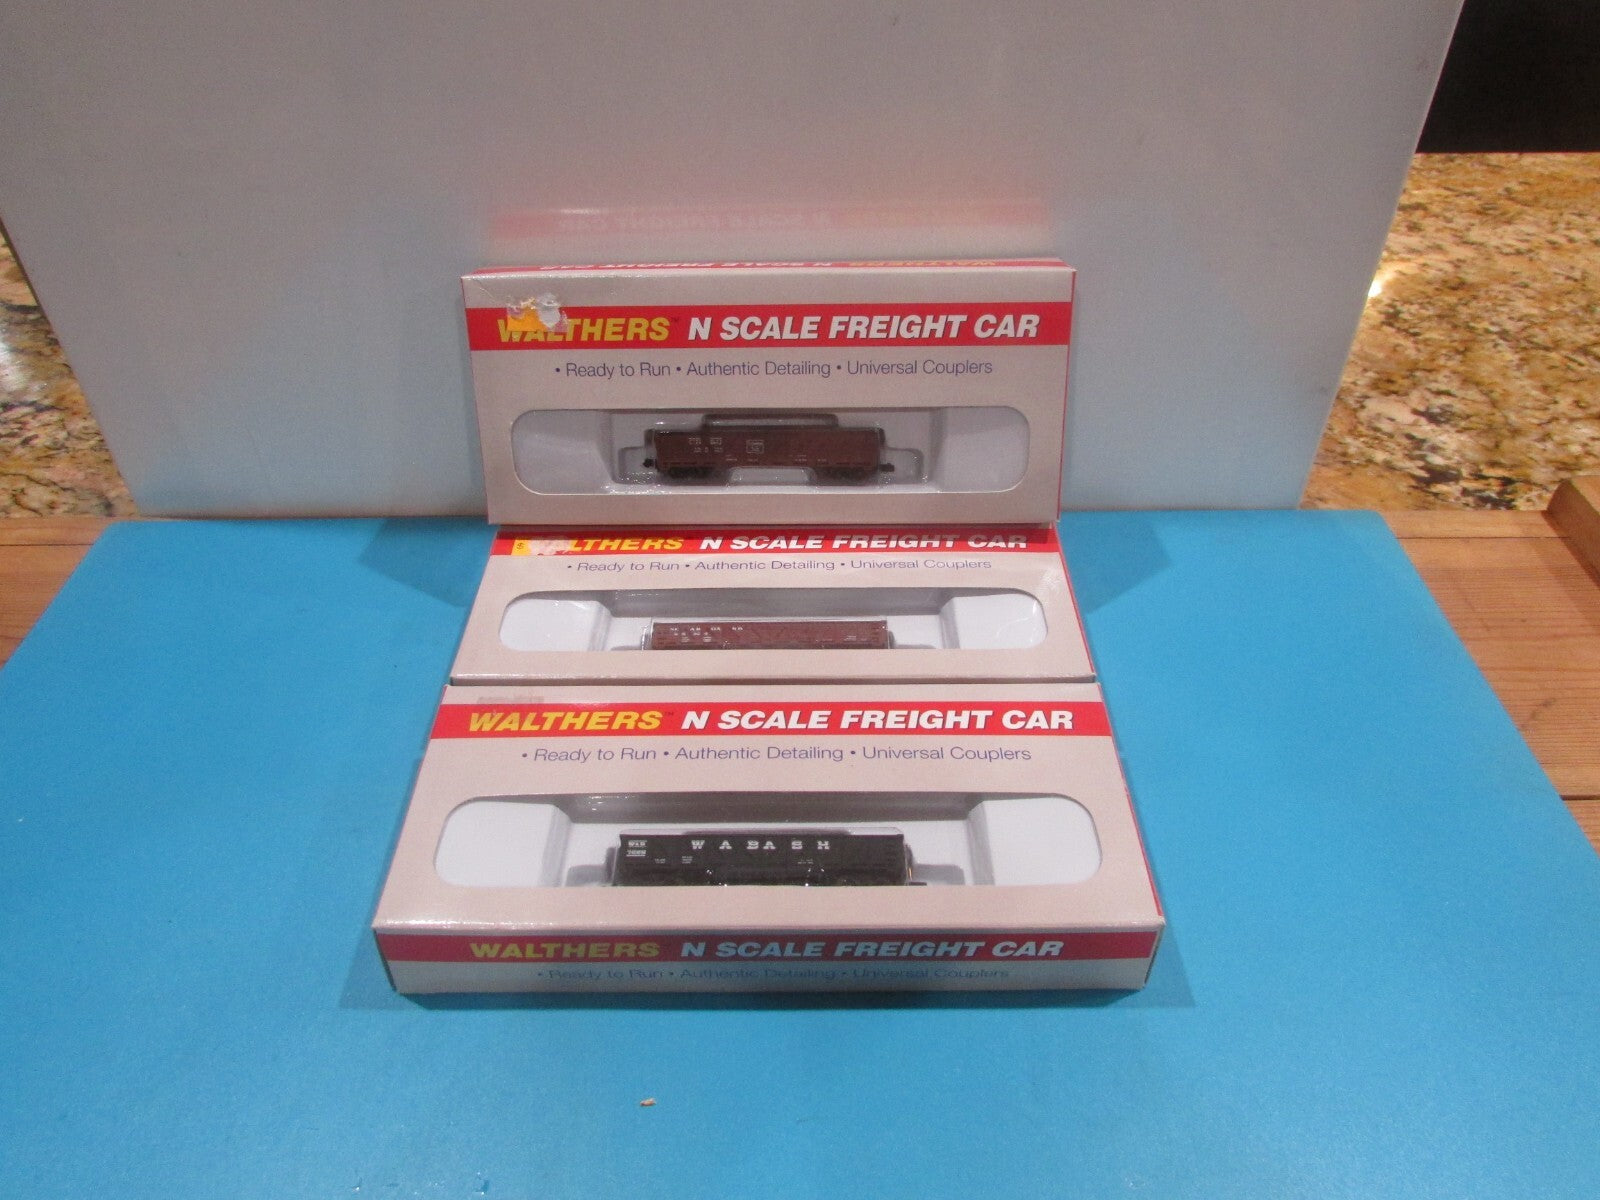 WALTHERS™ N SCALE FREIGHT CAR
• Ready to Run • Authentic Detailing • Universal Couplers
WALTHERS N SCALE FREIGHT CAR
• Ready to Run • Authentic Detailing • Universal Couplers
WALTHERS™ N SCALE FREIGHT CAR
• Ready to Run • Authentic Detailing • Universal Couplers
WABASH
WALTHERS N SCALE FREIGHT CAR
• Ready to Run • Authentic Detailing • Universal Couplers